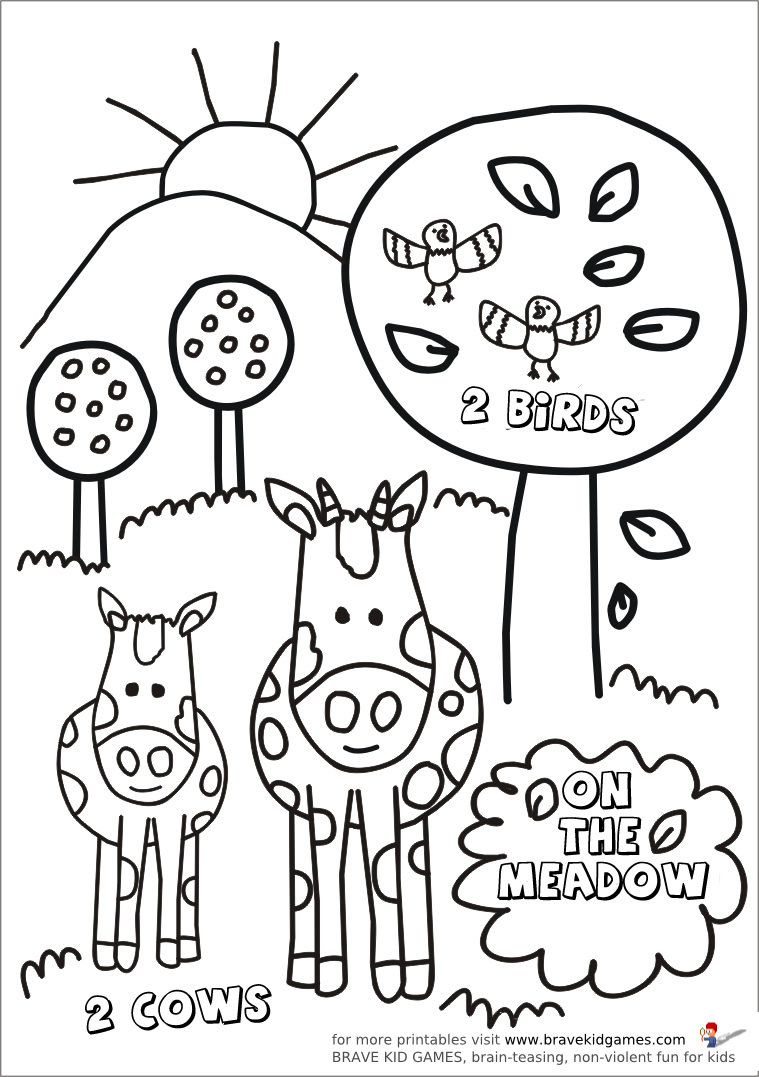 2 BiRDS
ON
THE
MEADOW
2 COWS
for more printables visit www.bravekidgames.com
BRAVE KID GAMES, brain-teasing, non-violent fun for kids